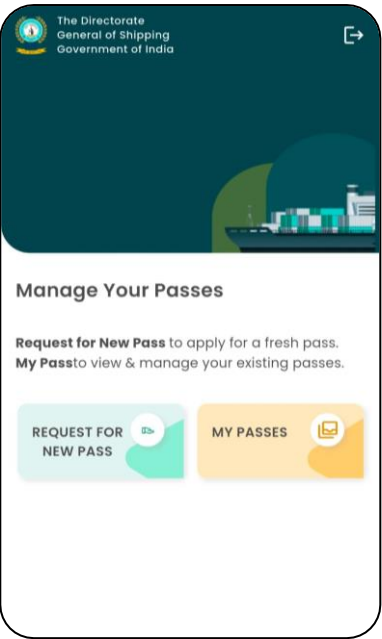 The Directorate
General of Shipping
Government of India
Manage Your Passes
Request for New Pass to apply for a fresh pass.
My Passto view & manage your existing passes.
REQUEST FOR
NEW PASS
MY PASSES